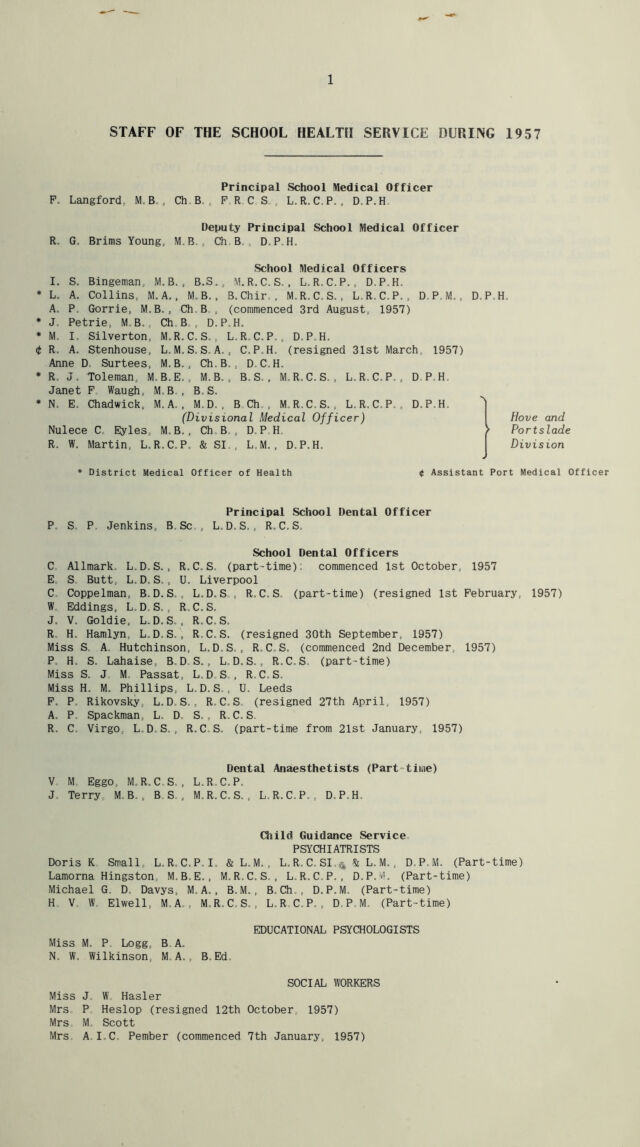 1
STAFF OF THE SCHOOL HEALTH SERVICE DURING 1957
Principal School Medical Officer
F. Langford, M.B., Ch.B., F.R.C.S., L.R.C.P., D.P.H.
Deputy Principal School Medical Officer
R. G. Brims Young, M.B., Ch.B., D.P.H.
School Medical Officers
I. S. Bingeman, M.B., B.S., M.R.C.S., L.R.C.P., D.P.H.
* L. A. Collins, M.A., M.B., B.Chir., M.R.C.S., L.R.C.P., D.P.M., D.P.H.
A. P. Gorrie, M.B., Ch.B., (commenced 3rd August, 1957)
* J. Petrie, M.B., Ch.B., D.P.H.
* M. I. Silverton, M.R.C.S., L.R.C.P., D.P.H.
¢ R. A. Stenhouse, L.M.S.S.A., C.P.H. (resigned 31st March, 1957)
Anne D. Surtees, M.B., Ch.B., D.C.H.
* R. J. Toleman, M.B.E., M.B., B.S., M.R.C.S., L.R.C.P., D.P.H.
Janet F. Waugh, M.B., B.S.
* N. E. Chadwick, M.A., M.D., B.Ch., M.R.C.S., L.R.C.P., D.P.H.
(Divisional Medical Officer) Hove and
Nulece C. Eyles, M.B., Ch.B., D.P.H. Portslade
R. W. Martin, L.R.C.P. & SI., L.M., D.P.H. Division
* District Medical Officer of Health ¢ Assistant Port Medical Officer
Principal School Dental Officer
P. S. P. Jenkins, B.Sc., L.D.S., R.C.S.
School Dental Officers
C. Allmark. L.D.S., R.C.S. (part-time): commenced 1st October, 1957
E. S. Butt, L.D.S., U. Liverpool
C. Coppelman, B.D.S., L.D.S., R.C.S. (part-time) (resigned 1st February, 1957)
W. Eddings, L.D.S., R.C.S.
J. V. Goldie, L.D.S., R.C.S.
R. H. Hamlyn, L.D.S., R.C.S. (resigned 30th September, 1957)
Miss S. A. Hutchinson, L.D.S., R.C.S. (commenced 2nd December, 1957)
P. H. S. Lahaise, B.D.S., L.D.S., R.C.S. (part-time)
Miss S. J. M. Passat, L.D.S., R.C.S.
Miss H. M. Phillips, L.D.S., U. Leeds
F. P. Rikovsky, L.D.S., R.C.S. (resigned 27th April, 1957)
A. P. Spackman, L. D. S., R.C.S.
R. C. Virgo, L.D.S., R.C.S. (part-time from 21st January, 1957)
Dental Anaesthetists (Part-time)
V. M. Eggo, M.R.C.S., L.R.C.P.
J. Terry, M.B., B.S., M.R.C.S., L.R.C.P., D.P.H.
Child Guidance Service.
PSYCHIATRISTS
Doris K. Small, L.R.C.P.I. & L.M., L.R.C.SI., & L.M., D.P.M. (Part-time)
Lamorna Hingston, M.B.E., M.R.C.S., L.R.C.P., D.P.M. (Part-time)
Michael G. D. Davys, M.A., B.M., B.Ch., D.P.M. (Part-time)
H. V. W. Elwell, M.A., M.R.C.S., L.R.C.P., D.P.M. (Part-time)
EDUCATIONAL PSYCHOLOGISTS
Miss M. P. Logg, B.A.
N. W. Wilkinson, M.A., B.Ed.
SOCIAL WORKERS
Miss J. W. Hasler
Mrs. P. Heslop (resigned 12th October, 1957)
Mrs. M. Scott
Mrs. A.I.C. Pember (commenced 7th January, 1957)